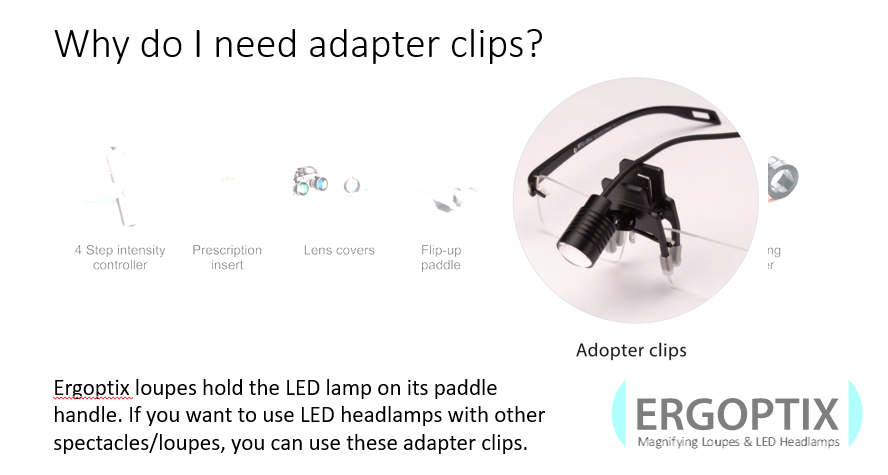 Why do I need adapter clips?
4 Step intensity
controller
Prescription
insert
Lens covers
Flip-up
paddle
ng
er
Adopter clips
Ergoptix loupes hold the LED lamp on its paddle
handle. If you want to use LED headlamps with other
spectacles/loupes, you can use these adapter clips.
ERGOPTIX
Magnifying Loupes & LED Headlamps